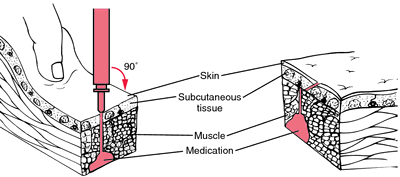 90°
Skin
Subcutaneous
tissue
Muscle
Medication